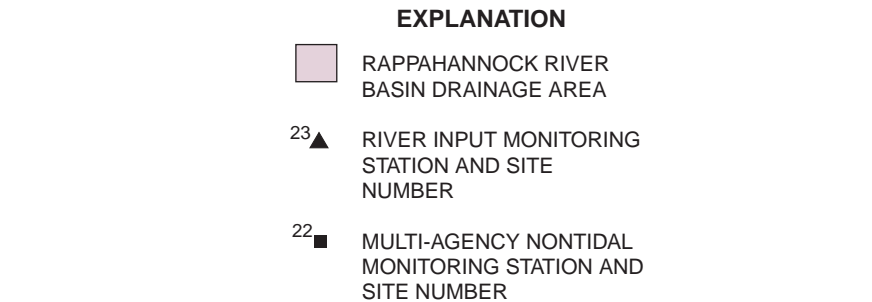 EXPLANATION
RAPPAHANNOCK RIVER
BASIN DRAINAGE AREA
23
RIVER INPUT MONITORING
STATION AND SITE
NUMBER
22
MULTI-AGENCY NONTIDAL
MONITORING STATION AND
SITE NUMBER